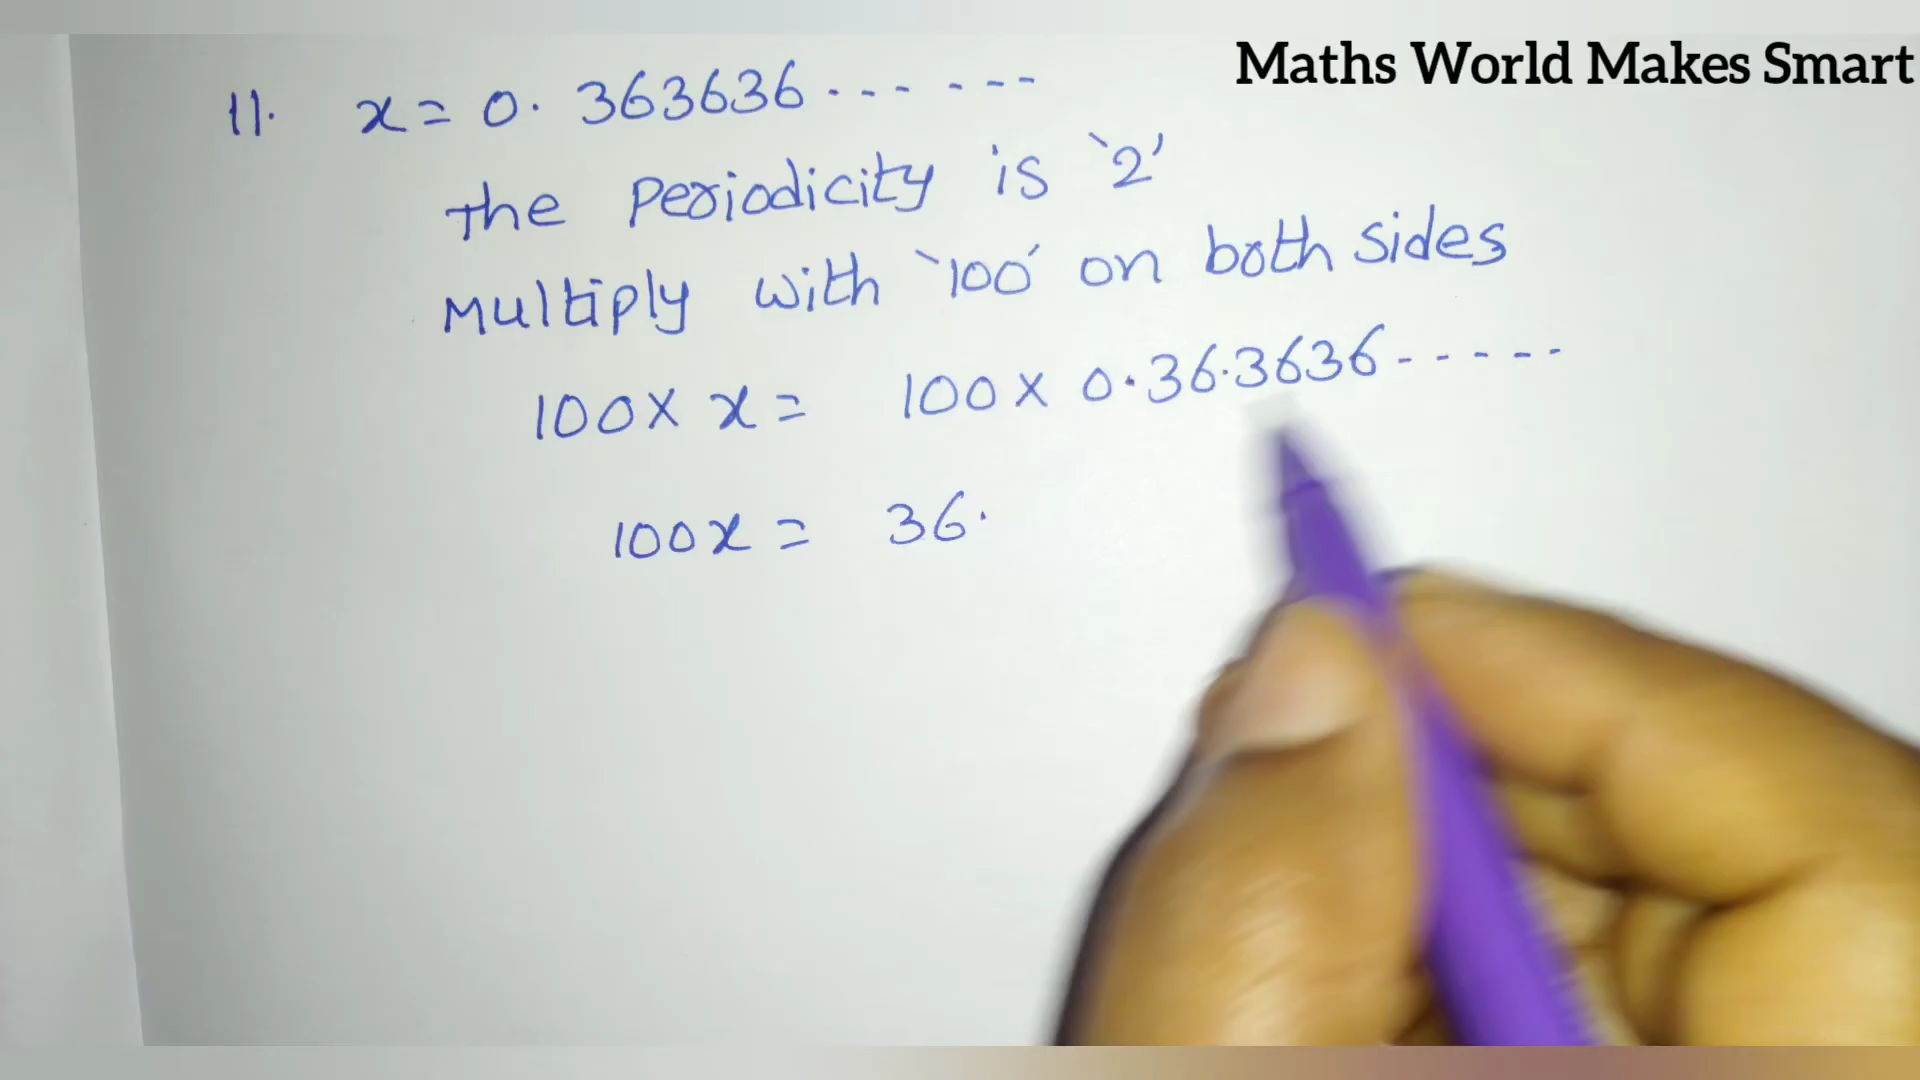 Maths World Makes Smart
11. x = 0.363636 ------
the Periodicity is `2'
Multiply with `100' on both sides
100 × x = 100 × 0.36.3636 -----
100x = 36.